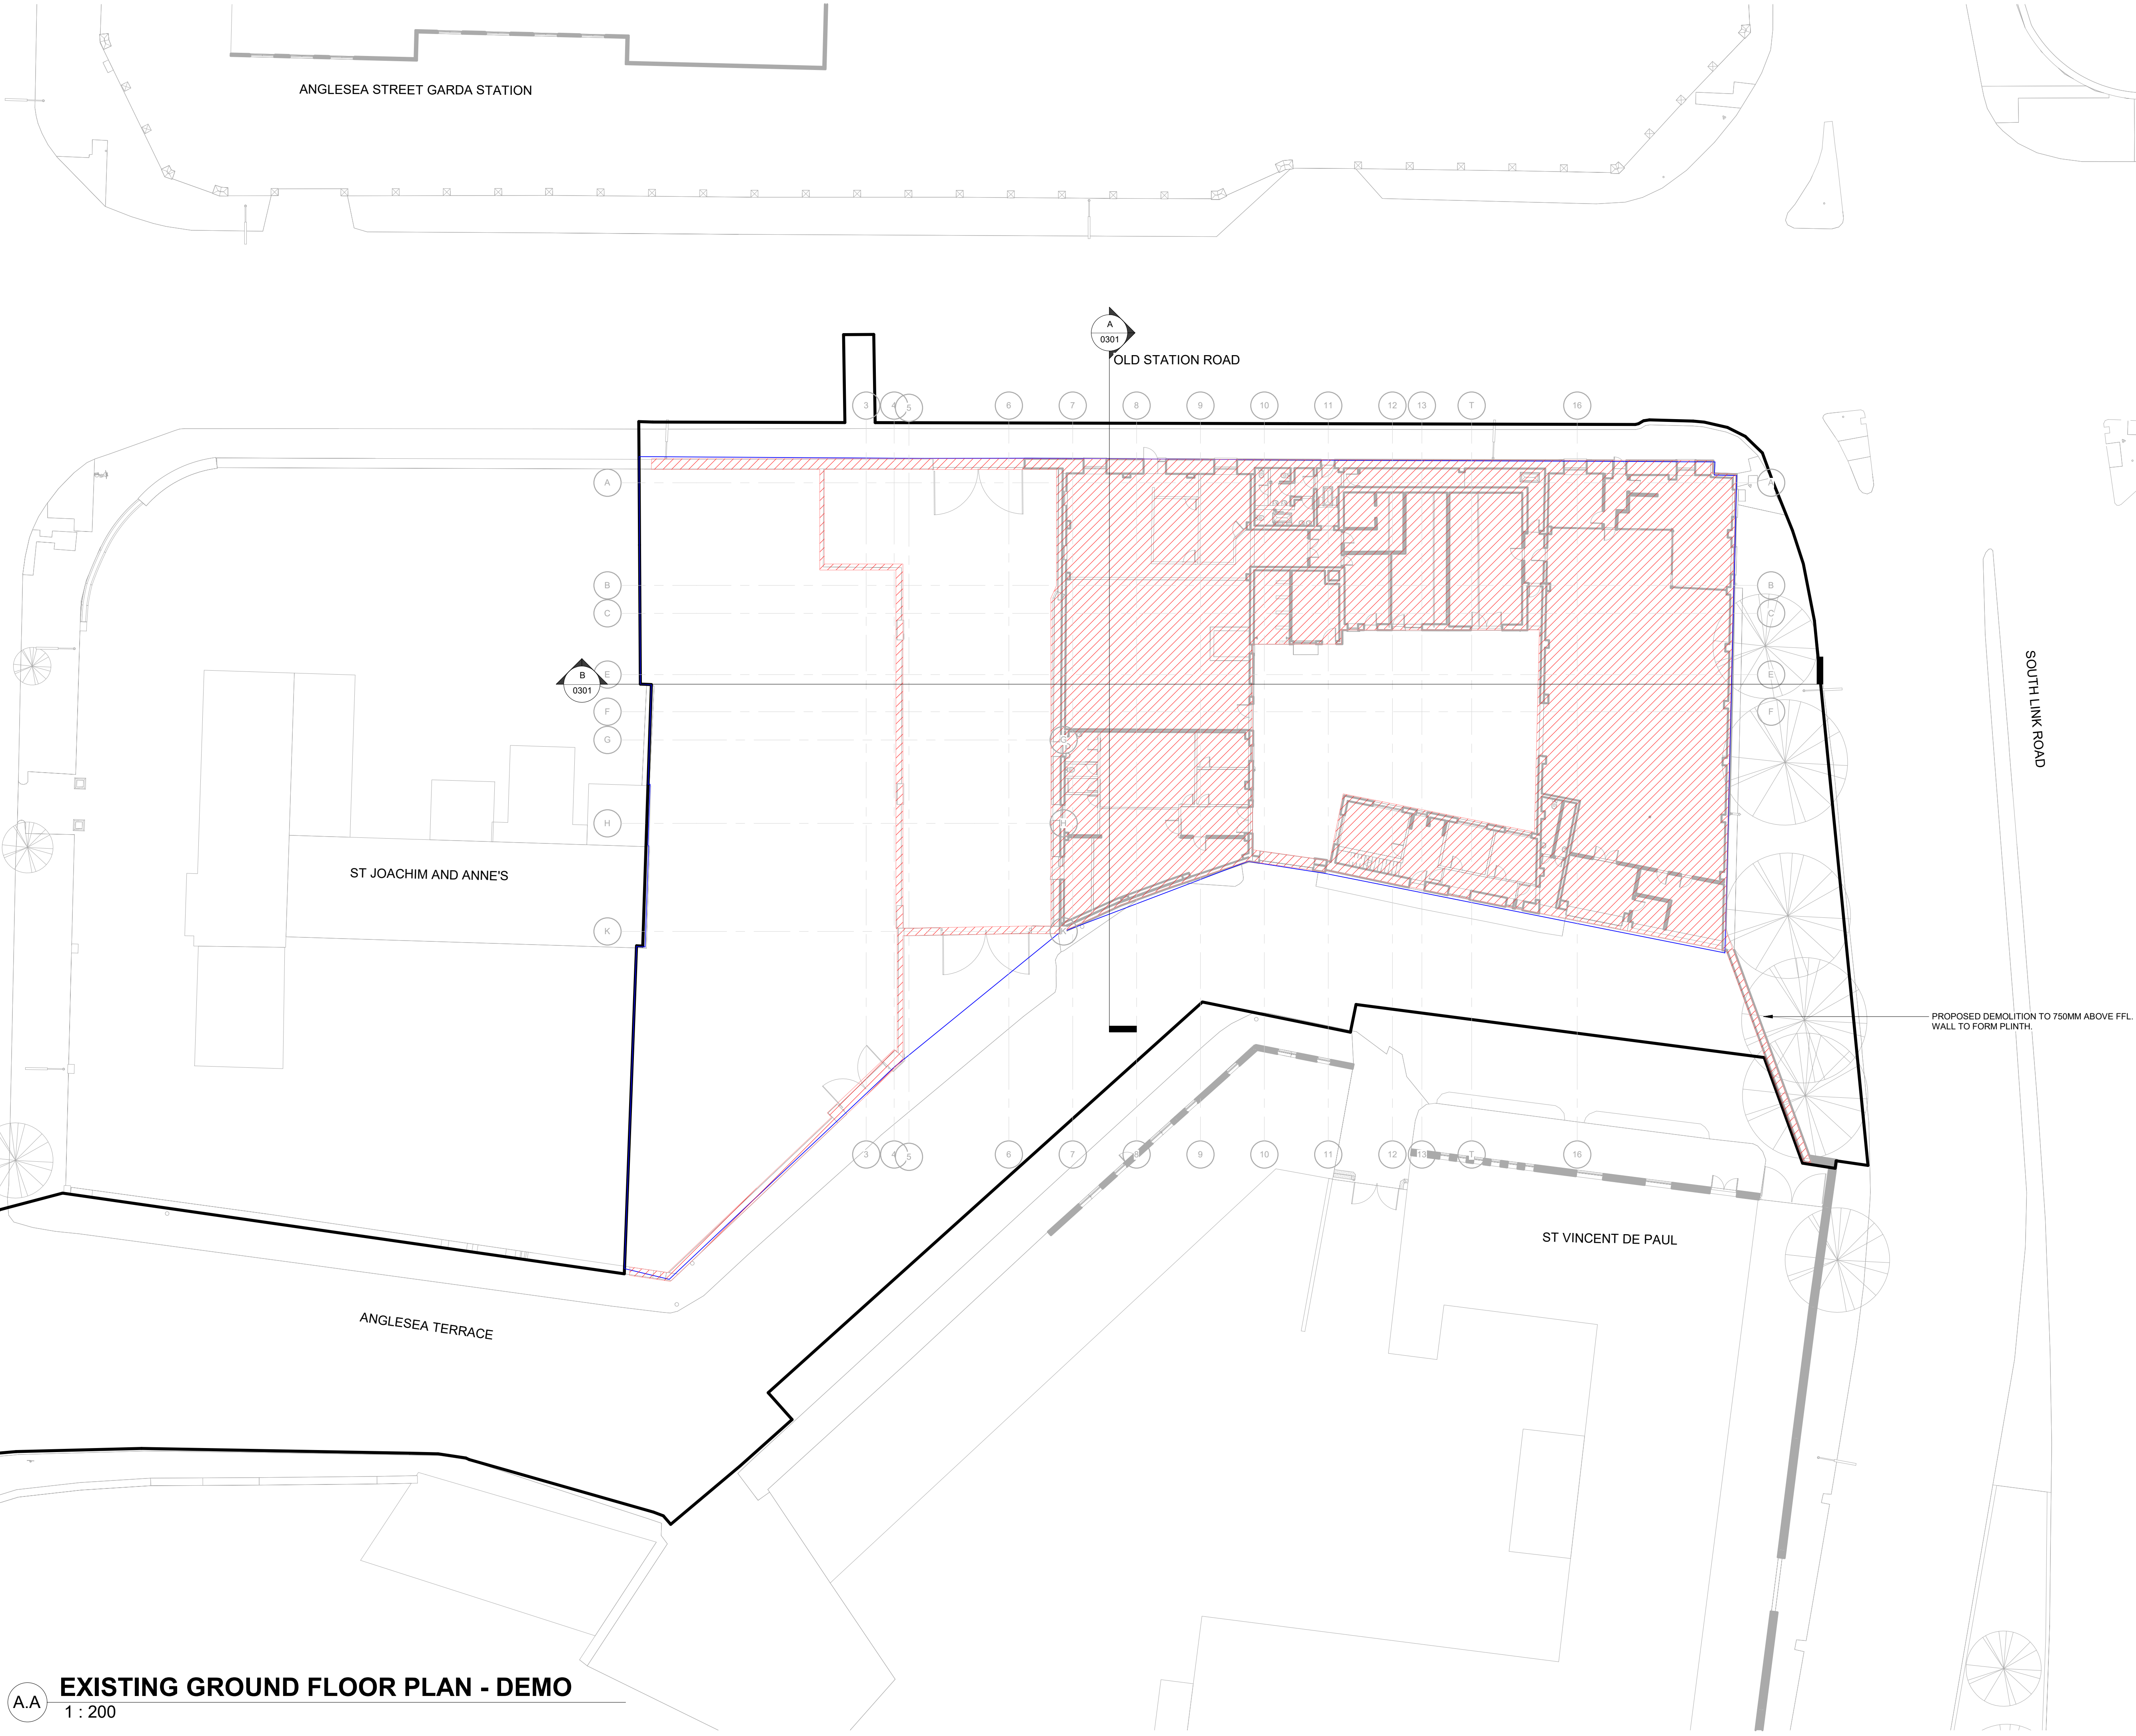 ANGLESEA STREET GARDA STATION
A
0301
OLD STATION ROAD
3 4 5 6 7 8 9 10 11 12 13 T 16
A A
B B
C C
B
0301
E E
F F
G G
H H
K K
SOUTH LINK ROAD
ST JOACHIM AND ANNE'S
PROPOSED DEMOLITION TO 750MM ABOVE FFL.
WALL TO FORM PLINTH.
3 4 5 6 7 8 9 10 11 12 13 T 16
ST VINCENT DE PAUL
ANGLESEA TERRACE
A.A
EXISTING GROUND FLOOR PLAN - DEMO
1 : 200